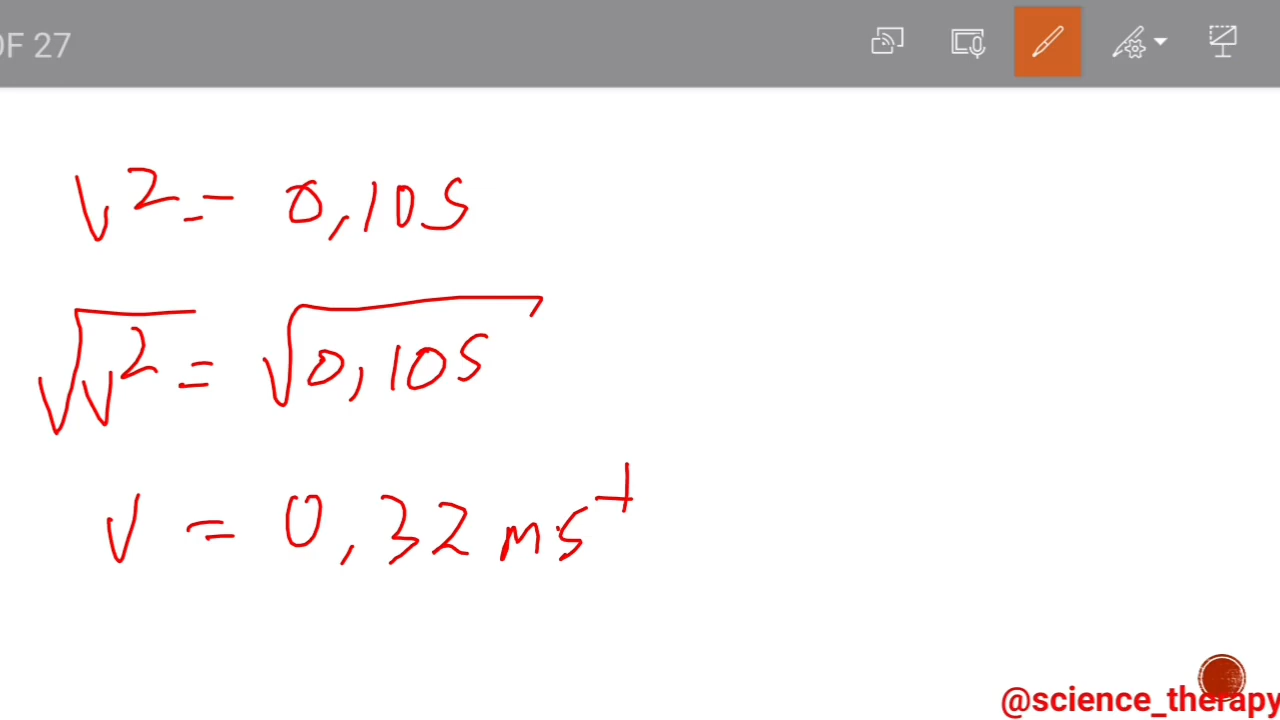 OF 27
v² = 0,105
√v² = √0,105
v = 0,32 ms⁻¹
@science_therapy